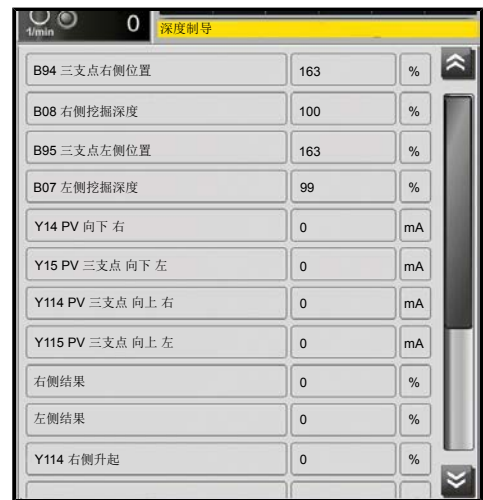 1/min 0 深度制导
B94 三支点右侧位置 163 %
B08 右侧挖掘深度 100 %
B95 三支点左侧位置 163 %
B07 左侧挖掘深度 99 %
Y14 PV 向下 右 0 mA
Y15 PV 三支点 向下 左 0 mA
Y114 PV 三支点 向上 右 0 mA
Y115 PV 三支点 向上 左 0 mA
右侧结果 0 %
左侧结果 0 %
Y114 右侧升起 0 %